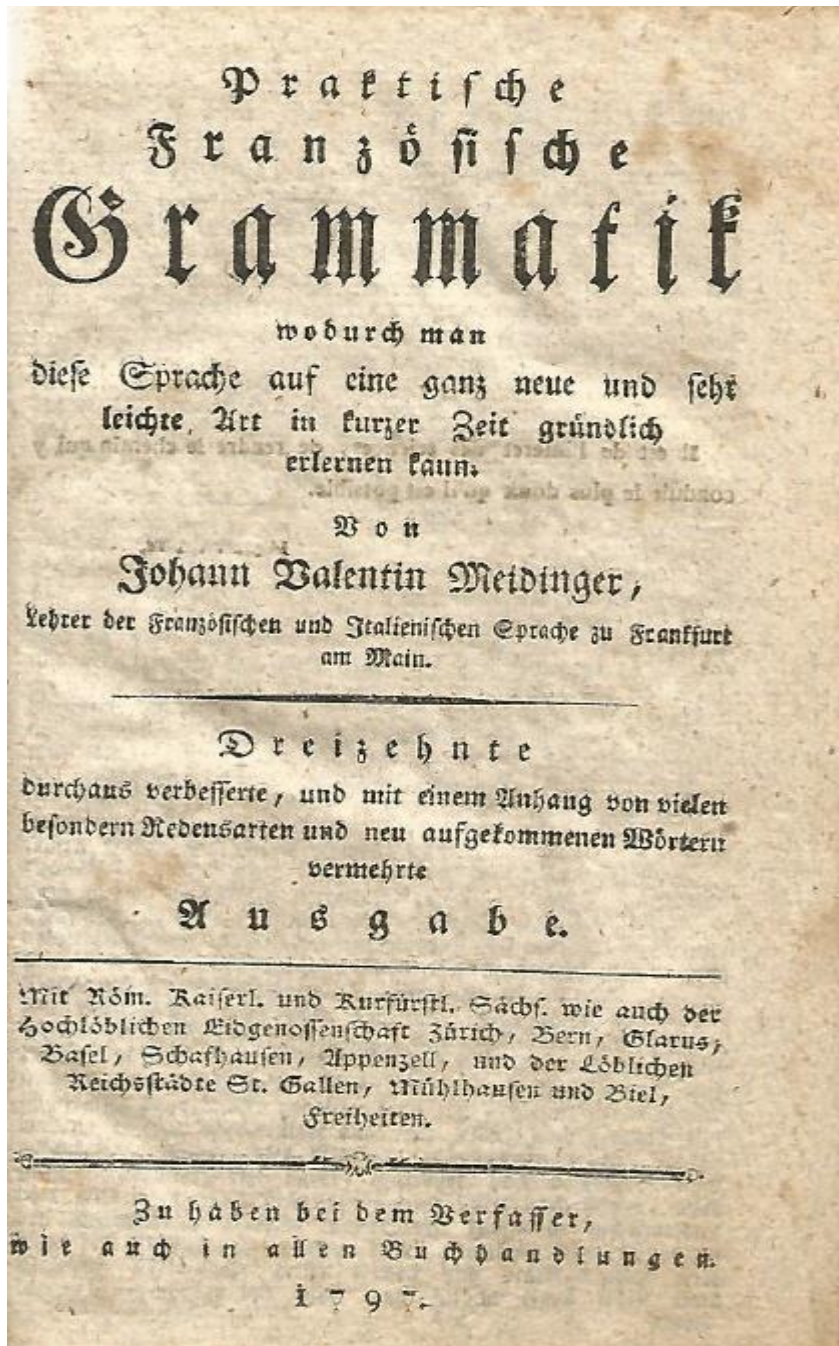 Praktische
Französische
Grammatik
wodurch man
diese Sprache auf eine ganz neue und sehr
leichte Art in kurzer Zeit gründlich
erlernen kann.
Von
Johann Valentin Meidinger,
Lehrer der Französischen und Italienischen Sprache zu Frankfurt
am Main.
Dreizehnte
durchaus verbesserte, und mit einem Anhang von vielen
besondern Redensarten und neu aufgekommenen Wörtern
vermehrte
Ausgabe.
Mit Röm. Kaiserl. und Kurfürstl. Sächs. wie auch der
Hochlöblichen Eidgenossenschaft Zürich, Bern, Glarus,
Basel, Schafhausen, Appenzell, und der Löblichen
Reichsstädte St. Gallen, Mühlhausen und Biel,
Freiheiten.
Zu haben bei dem Verfasser,
wie auch in allen Buchhandlungen.
1797.